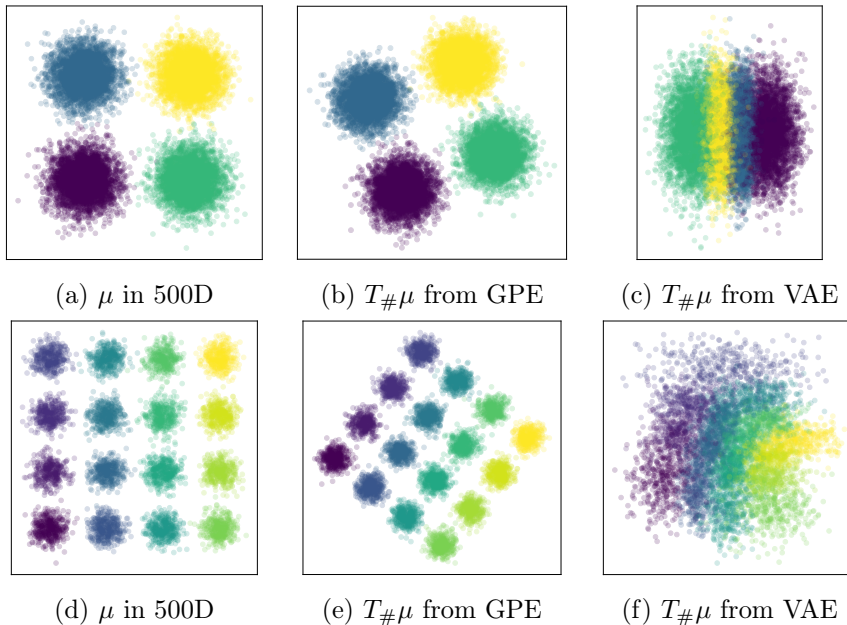 (a) μ in 500D
(b) T#μ from GPE
(c) T#μ from VAE
(d) μ in 500D
(e) T#μ from GPE
(f) T#μ from VAE